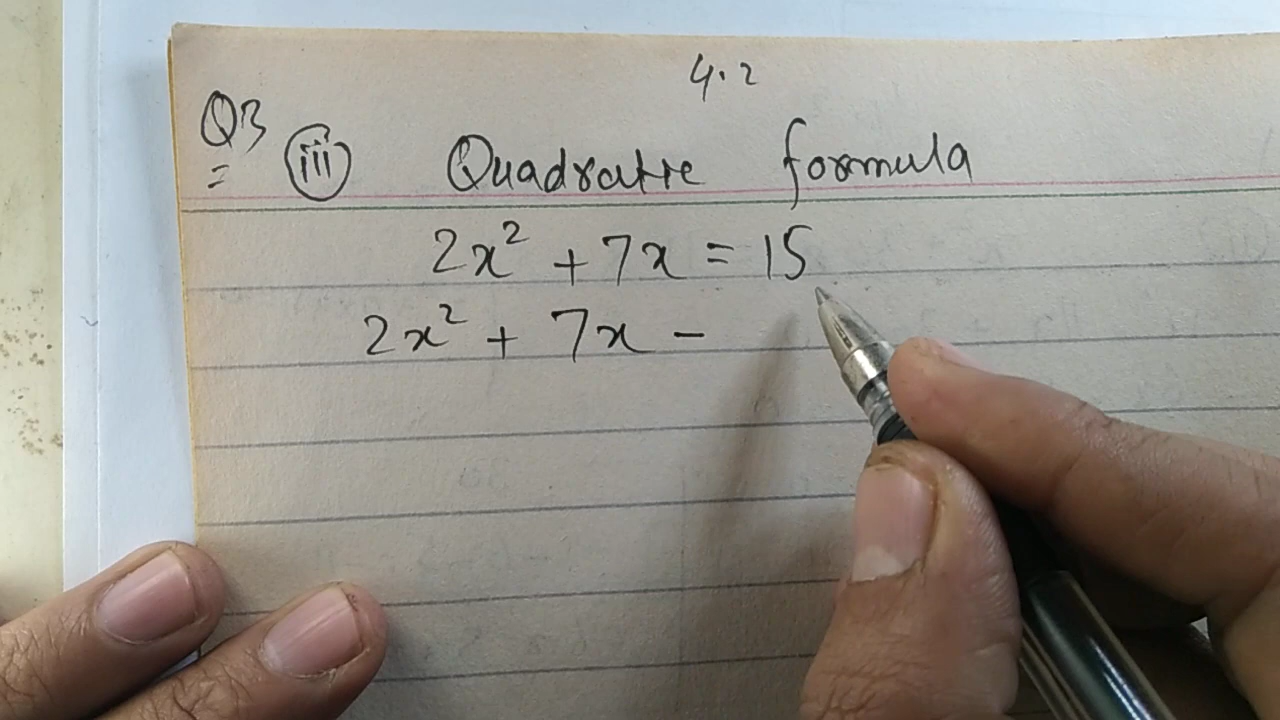 4.2
Q3 iii Quadratic formula
2x² + 7x = 15
2x² + 7x -